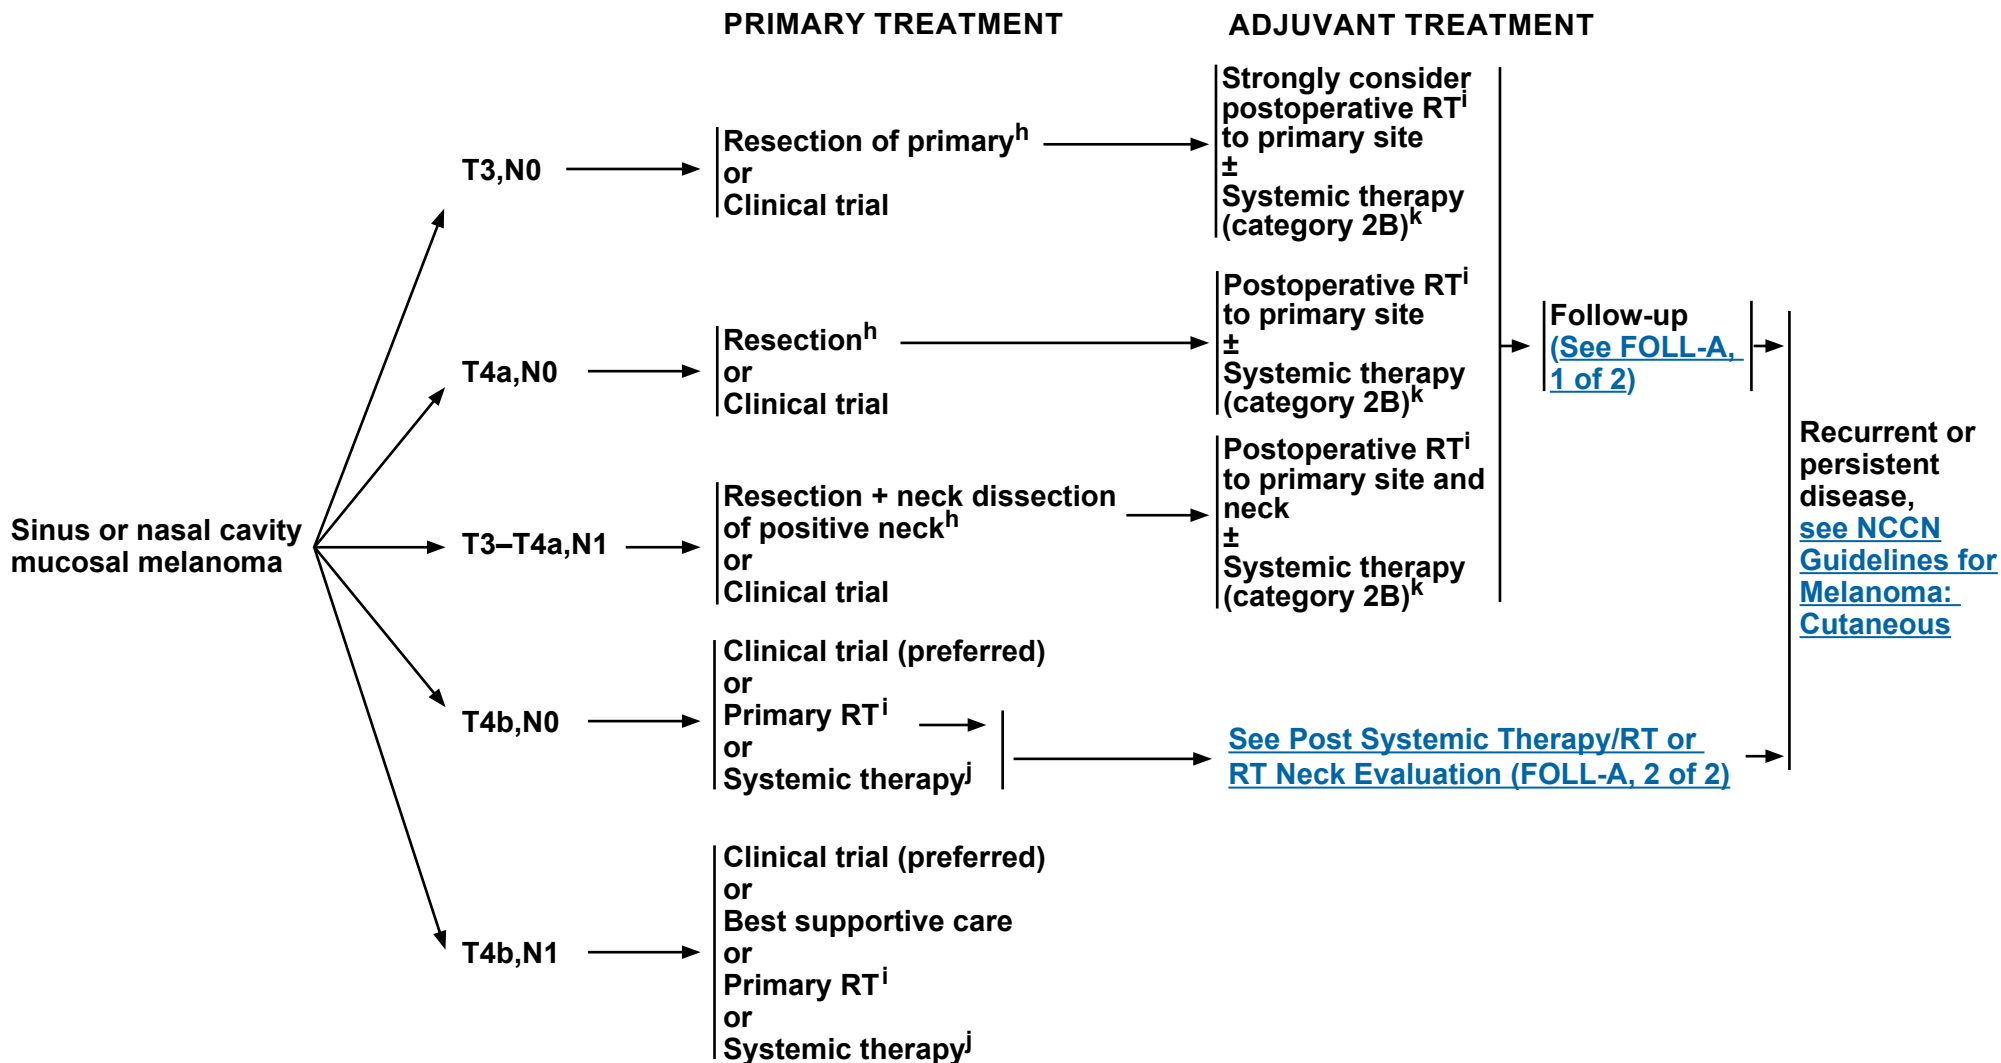 PRIMARY TREATMENT
ADJUVANT TREATMENT
Sinus or nasal cavity
mucosal melanoma
T3,N0
Resection of primaryʰ
or
Clinical trial
Strongly consider
postoperative RTⁱ
to primary site
±
Systemic therapy
(category 2B)ᵏ
T4a,N0
Resectionʰ
or
Clinical trial
Postoperative RTⁱ
to primary site
±
Systemic therapy
(category 2B)ᵏ
T3–T4a,N1
Resection + neck dissection
of positive neckʰ
or
Clinical trial
Postoperative RTⁱ
to primary site and
neck
±
Systemic therapy
(category 2B)ᵏ
Follow-up
(See FOLL-A,
1 of 2)
T4b,N0
Clinical trial (preferred)
or
Primary RTⁱ
or
Systemic therapyʲ
See Post Systemic Therapy/RT or
RT Neck Evaluation (FOLL-A, 2 of 2)
T4b,N1
Clinical trial (preferred)
or
Best supportive care
or
Primary RTⁱ
or
Systemic therapyʲ
Recurrent or
persistent
disease,
see NCCN
Guidelines for
Melanoma:
Cutaneous